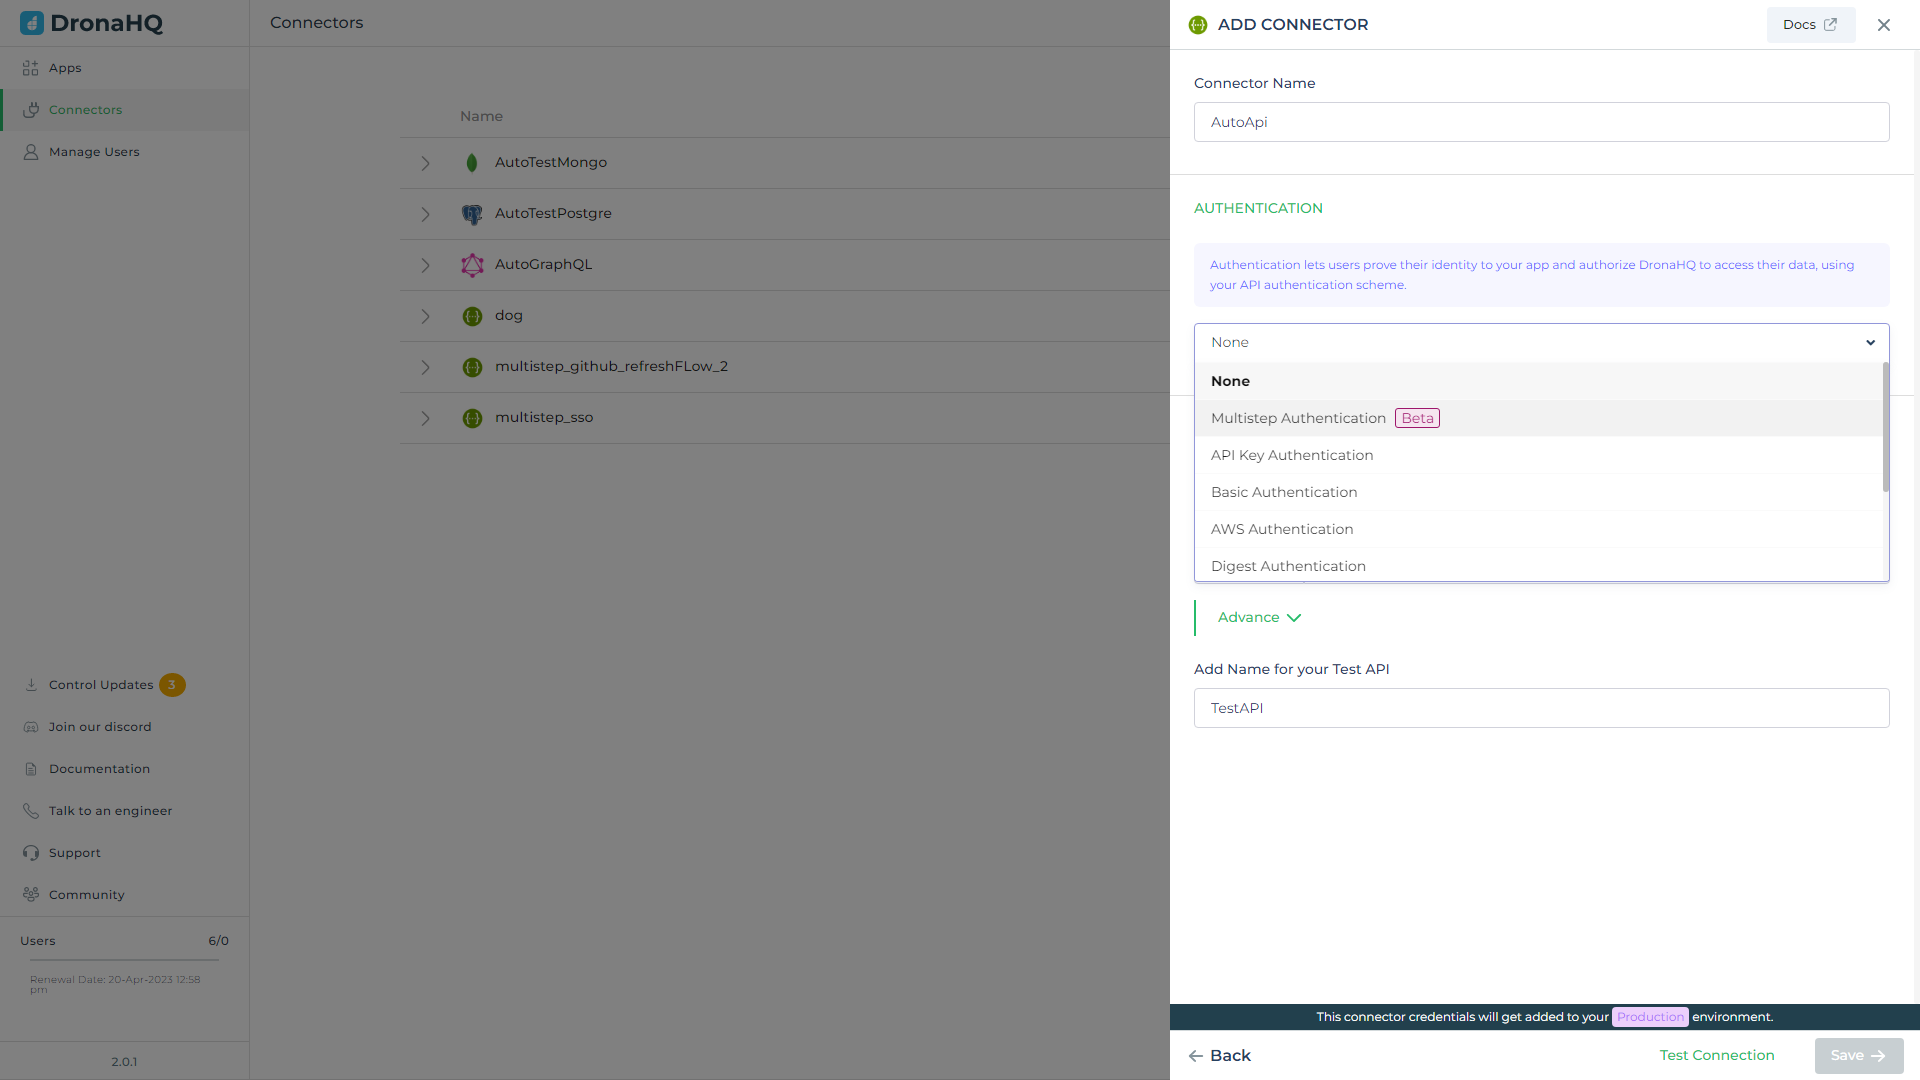 DronaHQ
Apps
Connectors
Manage Users
Control Updates 3
Join our discord
Documentation
Talk to an engineer
Support
Community
Users 6/0
Renewal Date: 20-Apr-2023 12:58
pm
2.0.1
Connectors
Name
AutoTestMongo
AutoTestPostgre
AutoGraphQL
dog
multistep_github_refreshFLow_2
multistep_sso
ADD CONNECTOR
Docs
Connector Name
AutoApi
AUTHENTICATION
Authentication lets users prove their identity to your app and authorize DronaHQ to access their data, using
your API authentication scheme.
None
None
Multistep Authentication Beta
API Key Authentication
Basic Authentication
AWS Authentication
Digest Authentication
Advance
Add Name for your Test API
TestAPI
This connector credentials will get added to your Production environment.
Back
Test Connection
Save